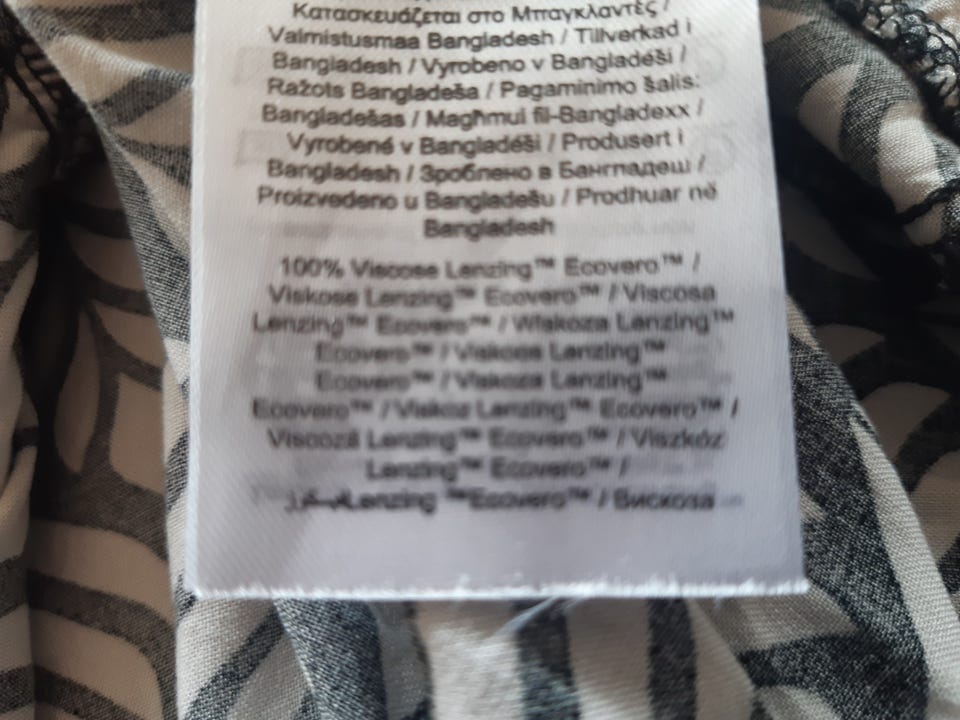 Κατασκευάζεται στο Μπαγκλαντές /
Valmistusmaa Bangladesh / Tillverkad i
Bangladesh / Vyrobeno v Bangladéši /
Ražots Bangladeša / Pagaminimo šalis:
Bangladešas / Magħmul fil-Bangladexx /
Vyrobené v Bangladéši / Produsert i
Bangladesh / Зроблено в Бангладеш /
Proizvedeno u Bangladešu / Prodhuar në
Bangladesh
100% Viscose Lenzing™ Ecovero™ /
Viskose Lenzing™ Ecovero™ / Viscosa
Lenzing™ Ecovero™ / Wiskoza Lenzing™
Ecovero™ / Viskoos Lenzing™
Ecovero™ / Viskoza Lenzing™
Ecovero™ / Viskoz Lenzing™ Ecovero™ /
Viscoză Lenzing™ Ecovero™ / Viszkóz
Lenzing™ Ecovero™ /
Lenzing ™Ecovero™ / Вискоза